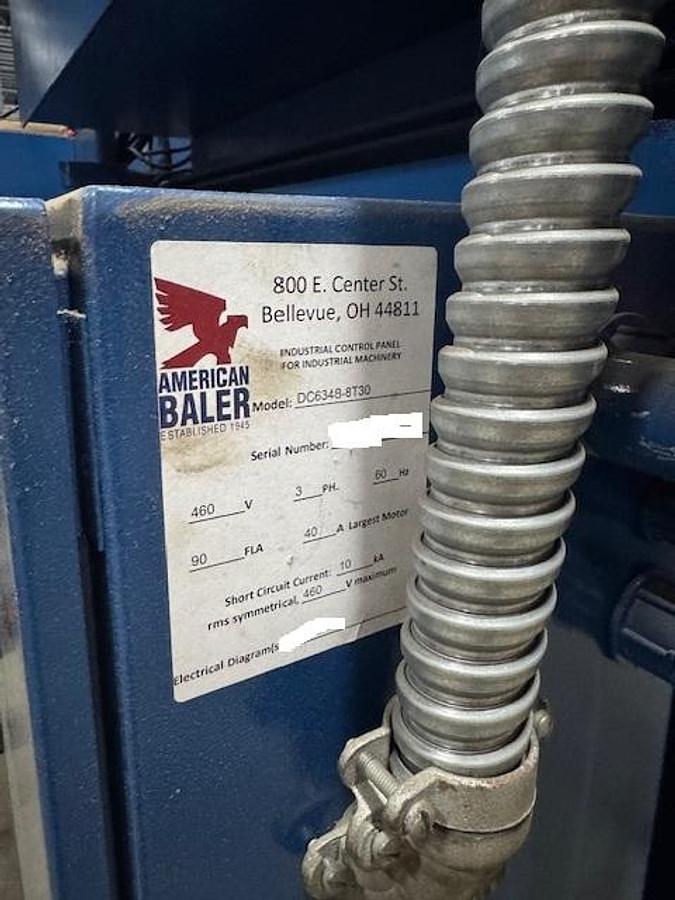 800 E. Center St.
Bellevue, OH 44811
INDUSTRIAL CONTROL PANEL
FOR INDUSTRIAL MACHINERY
AMERICAN
BALER
ESTABLISHED 1945
Model: DC634B-8T30
Serial Number:
460 V 3 PH. 60 Hz
90 FLA 40 A Largest Motor
Short Circuit Current: 10 kA
rms symmetrical, 460 V maximum
Electrical Diagram(s